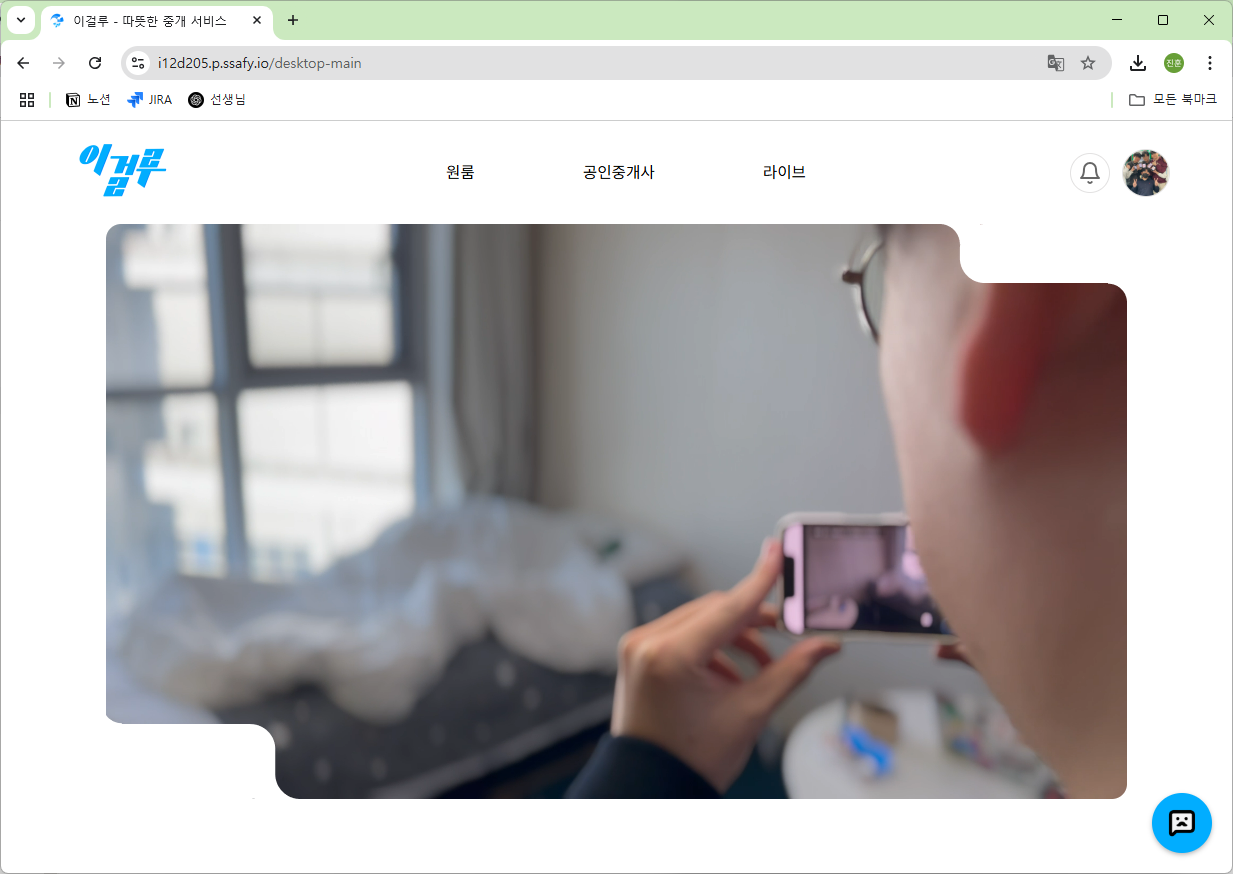 이걸루 - 따뜻한 중개 서비스
i12d205.p.ssafy.io/desktop-main
진훈
노션
JIRA
선생님
모든 북마크
이걸루
원룸
공인중개사
라이브